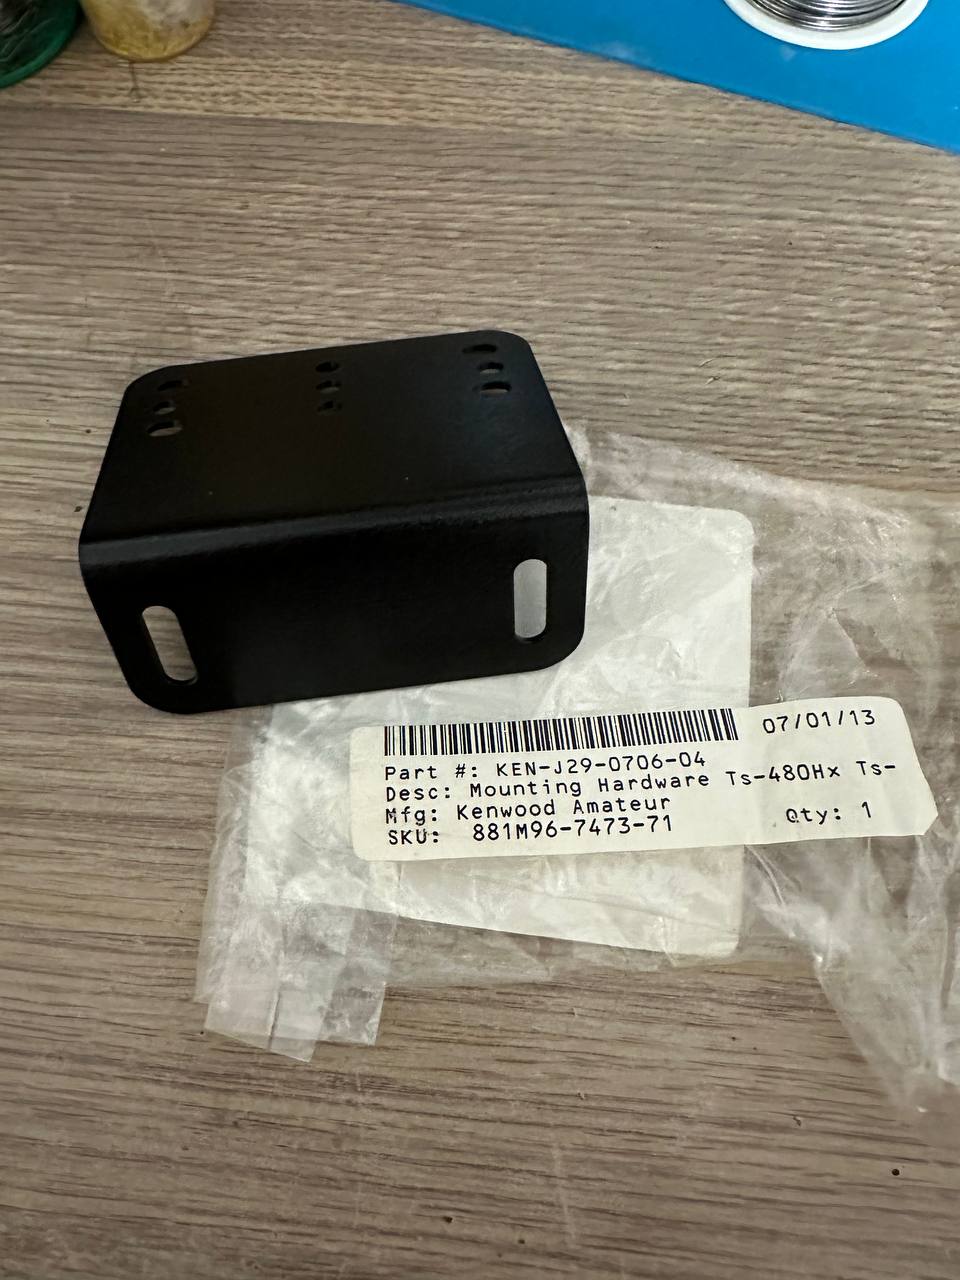 07/01/13
Part #: KEN-J29-0706-04
Desc: Mounting Hardware Ts-480Hx Ts-
Mfg: Kenwood Amateur
SKU: 881M96-7473-71 Qty: 1